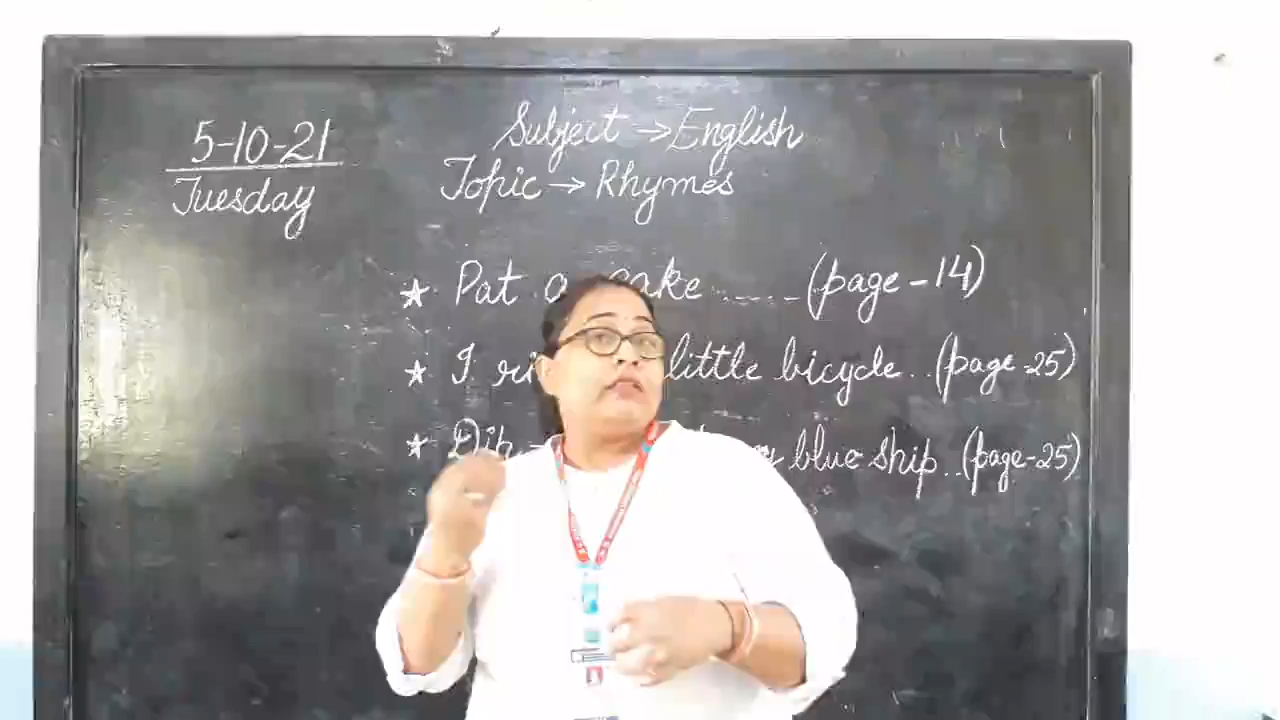 5-10-21
Tuesday
Subject → English
Topic → Rhymes
★ Pat a cake ..... (page-14)
★ I little bicycle.. (page-25)
★ blue ship.. (page-25)